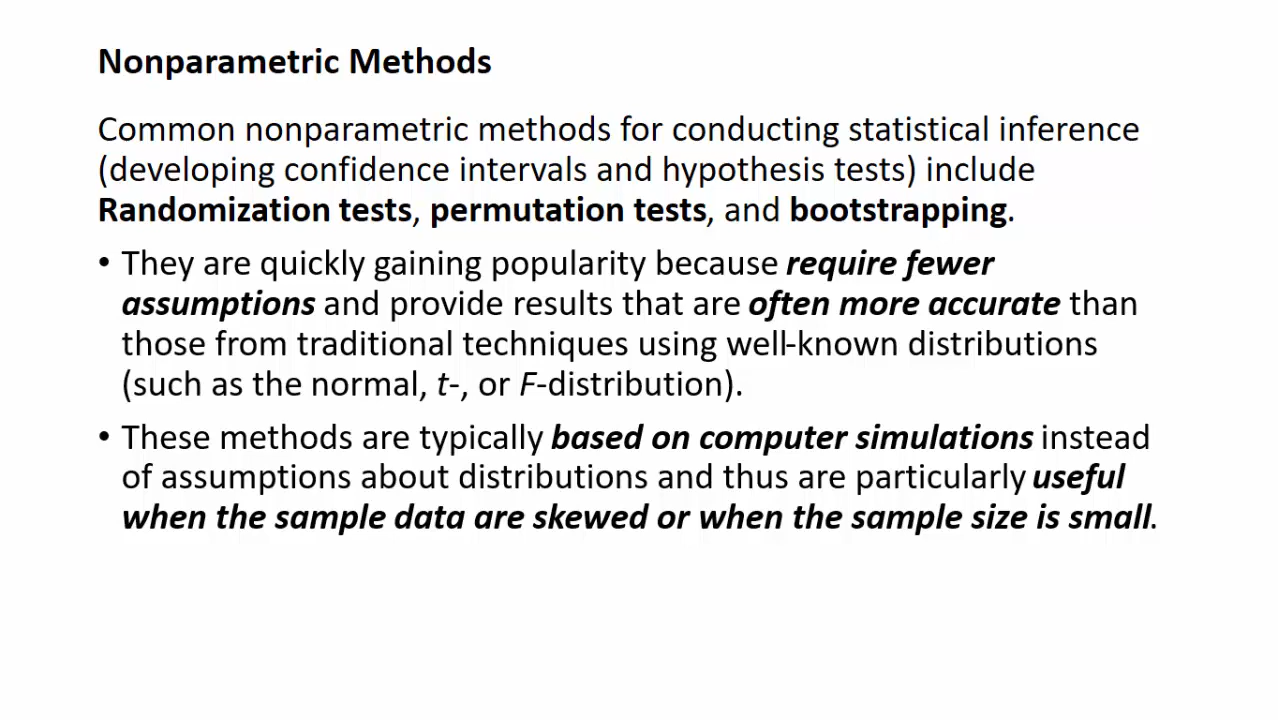 Nonparametric Methods
Common nonparametric methods for conducting statistical inference
(developing confidence intervals and hypothesis tests) include
Randomization tests, permutation tests, and bootstrapping.
• They are quickly gaining popularity because require fewer
assumptions and provide results that are often more accurate than
those from traditional techniques using well-known distributions
(such as the normal, t-, or F-distribution).
• These methods are typically based on computer simulations instead
of assumptions about distributions and thus are particularly useful
when the sample data are skewed or when the sample size is small.